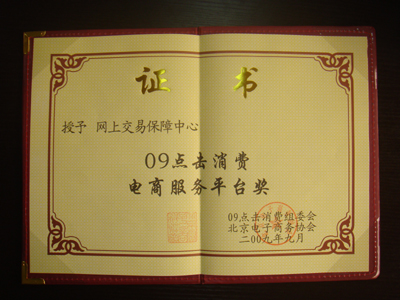 证 书
授予 网上交易保障中心
09点击消费
电商服务平台奖
09点击消费组委会
北京电子商务协会
二00九年九月